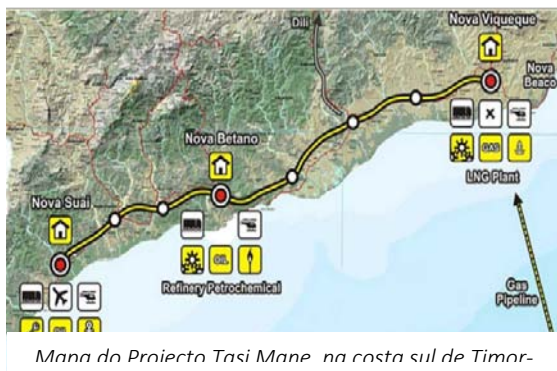 Dili
Nova Viqueque
Nova
Beaco
Nova Betano
Nova Suai
X
GAS
LNG Plant
OIL
Refinery Petrochemical
Gas
Pipeline
Mapa do Projecto Tasi Mane, na costa sul de Timor-